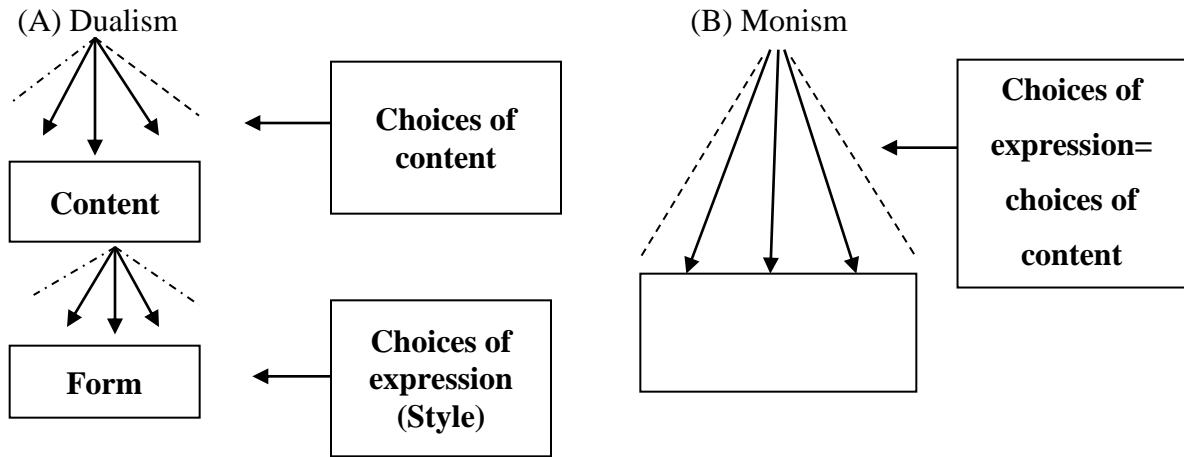 (A) Dualism
Choices of
content
Content
Choices of
expression
(Style)
Form
(B) Monism
Choices of
expression=
choices of
content